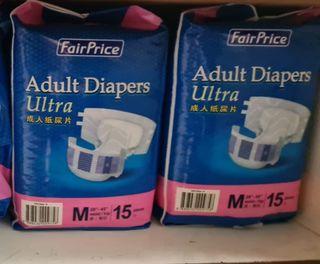 FairPrice
Adult Diapers
Ultra
成人纸尿片
M
15
FairPrice
Adult Diapers
Ultra
成人纸尿片
M
15